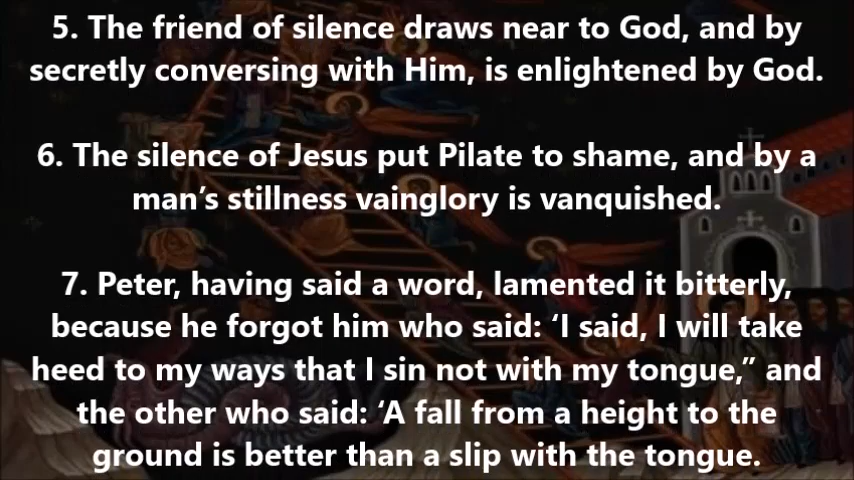 5. The friend of silence draws near to God, and by
secretly conversing with Him, is enlightened by God.
6. The silence of Jesus put Pilate to shame, and by a
man’s stillness vainglory is vanquished.
7. Peter, having said a word, lamented it bitterly,
because he forgot him who said: ‘I said, I will take
heed to my ways that I sin not with my tongue,” and
the other who said: ‘A fall from a height to the
ground is better than a slip with the tongue.